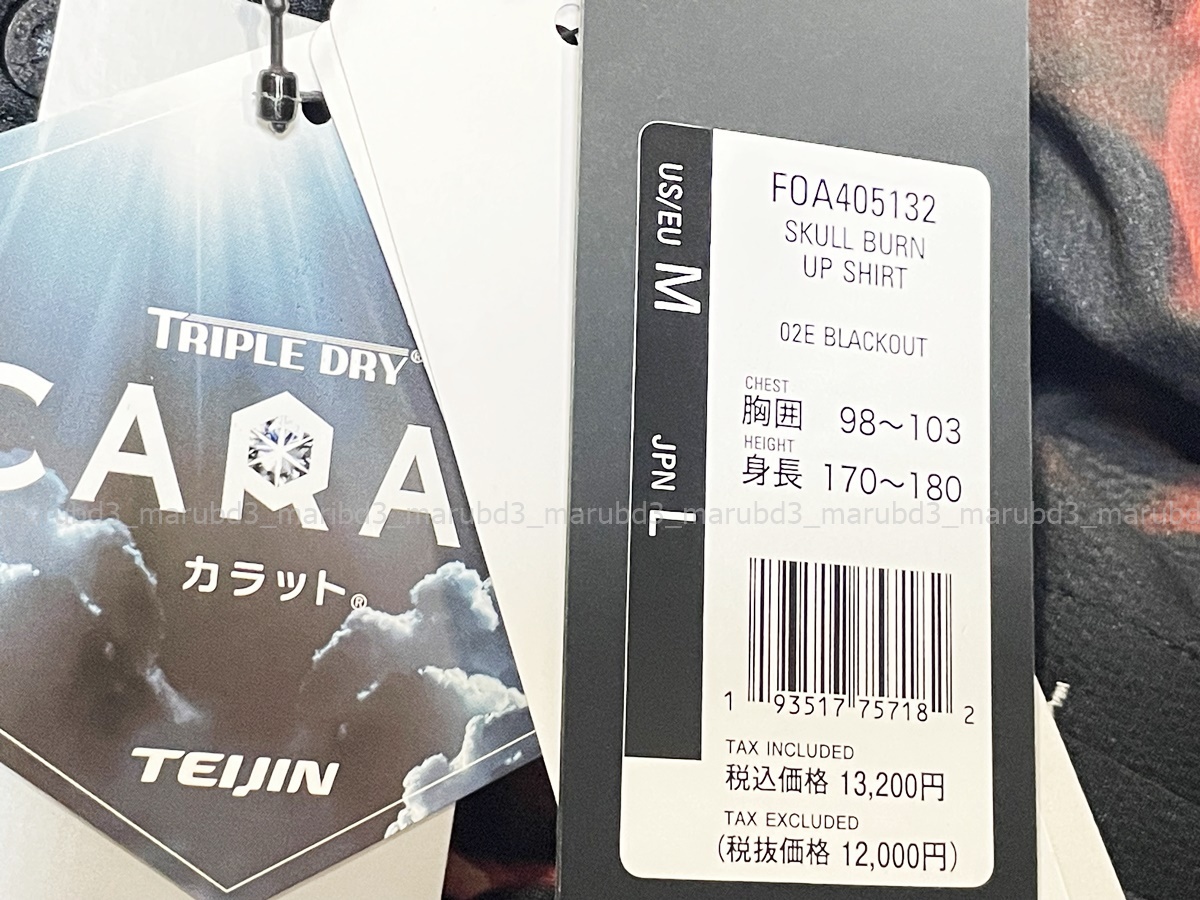 TRIPLE DRY®
CARA
カラット®
TEIJIN
US/EU M
JPN L
FOA405132
SKULL BURN
UP SHIRT
02E BLACKOUT
CHEST
胸囲 98～103
HEIGHT
身長 170～180
marubd3_marubd3_marubd3_marubd3_marubd3_marubd3_marubd3
1 93517 75718 2
TAX INCLUDED
税込価格 13,200円
TAX EXCLUDED
(税抜価格 12,000円)